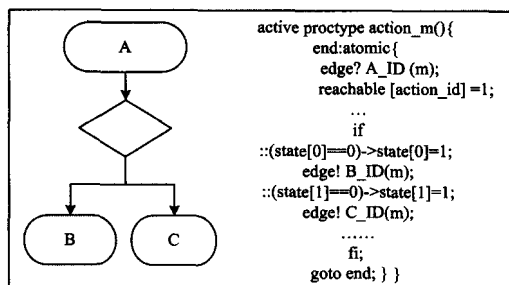 A
B
C
active proctype action_m(){
end:atomic{
edge? A_ID (m);
reachable [action_id] =1;
...
if
::(state[0]==0)->state[0]=1;
edge! B_ID(m);
::(state[1]==0)->state[1]=1;
edge! C_ID(m);
......
fi;
goto end; } }